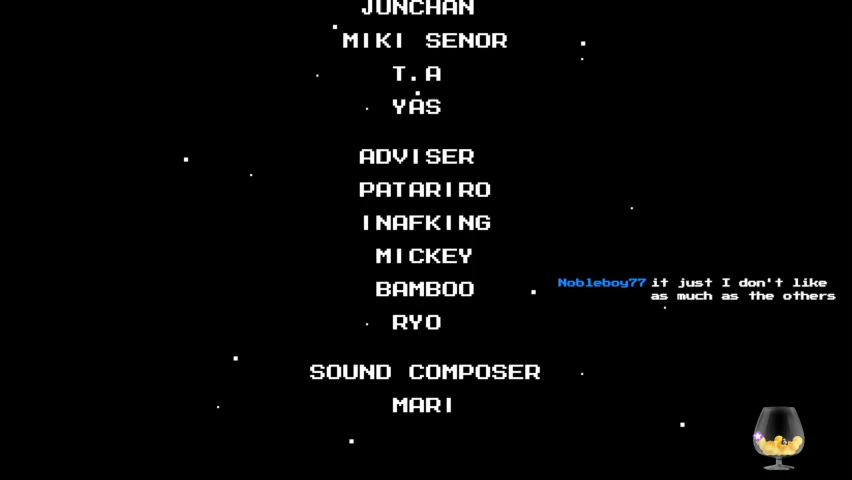 JUNCHAN
MIKI SENOR
T.A
YAS
ADVISER
PATARIRO
INAFKING
MICKEY
BAMBOO
Nobleboy77 it just I don't like
as much as the others
RYO
SOUND COMPOSER
MARI